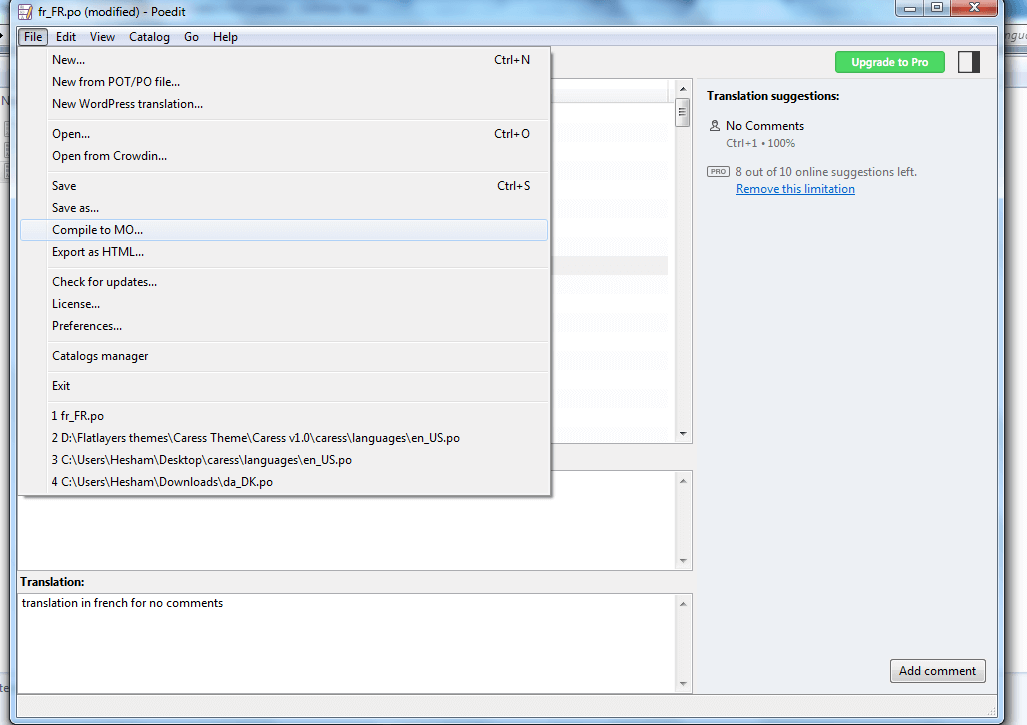 fr_FR.po (modified) - Poedit
File Edit View Catalog Go Help
New... Ctrl+N
New from POT/PO file...
New WordPress translation...
Open... Ctrl+O
Open from Crowdin...
Save Ctrl+S
Save as...
Compile to MO...
Export as HTML...
Check for updates...
License...
Preferences...
Catalogs manager
Exit
1 fr_FR.po
2 D:\Flatlayers themes\Caress Theme\Caress v1.0\caress\languages\en_US.po
3 C:\Users\Hesham\Desktop\caress\languages\en_US.po
4 C:\Users\Hesham\Downloads\da_DK.po
Translation:
translation in french for no comments
Upgrade to Pro
Translation suggestions:
No Comments
Ctrl+1 • 100%
PRO 8 out of 10 online suggestions left.
Remove this limitation
Add comment